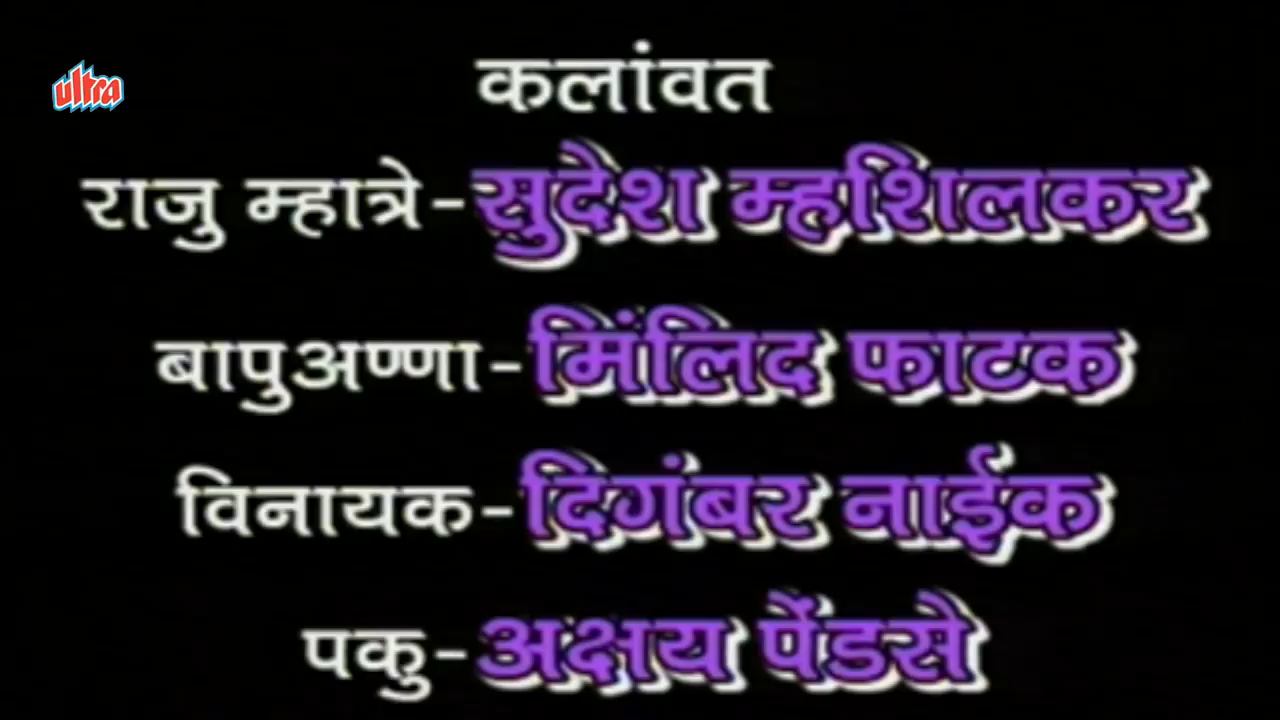 ultra
कलांवत
राजु म्हात्रे-सुदेश म्हशिलकर
बापुअण्णा-मिंलिद फाटक
विनायक-दिगंबर नाईक
पकु-अक्षय पेंडसे